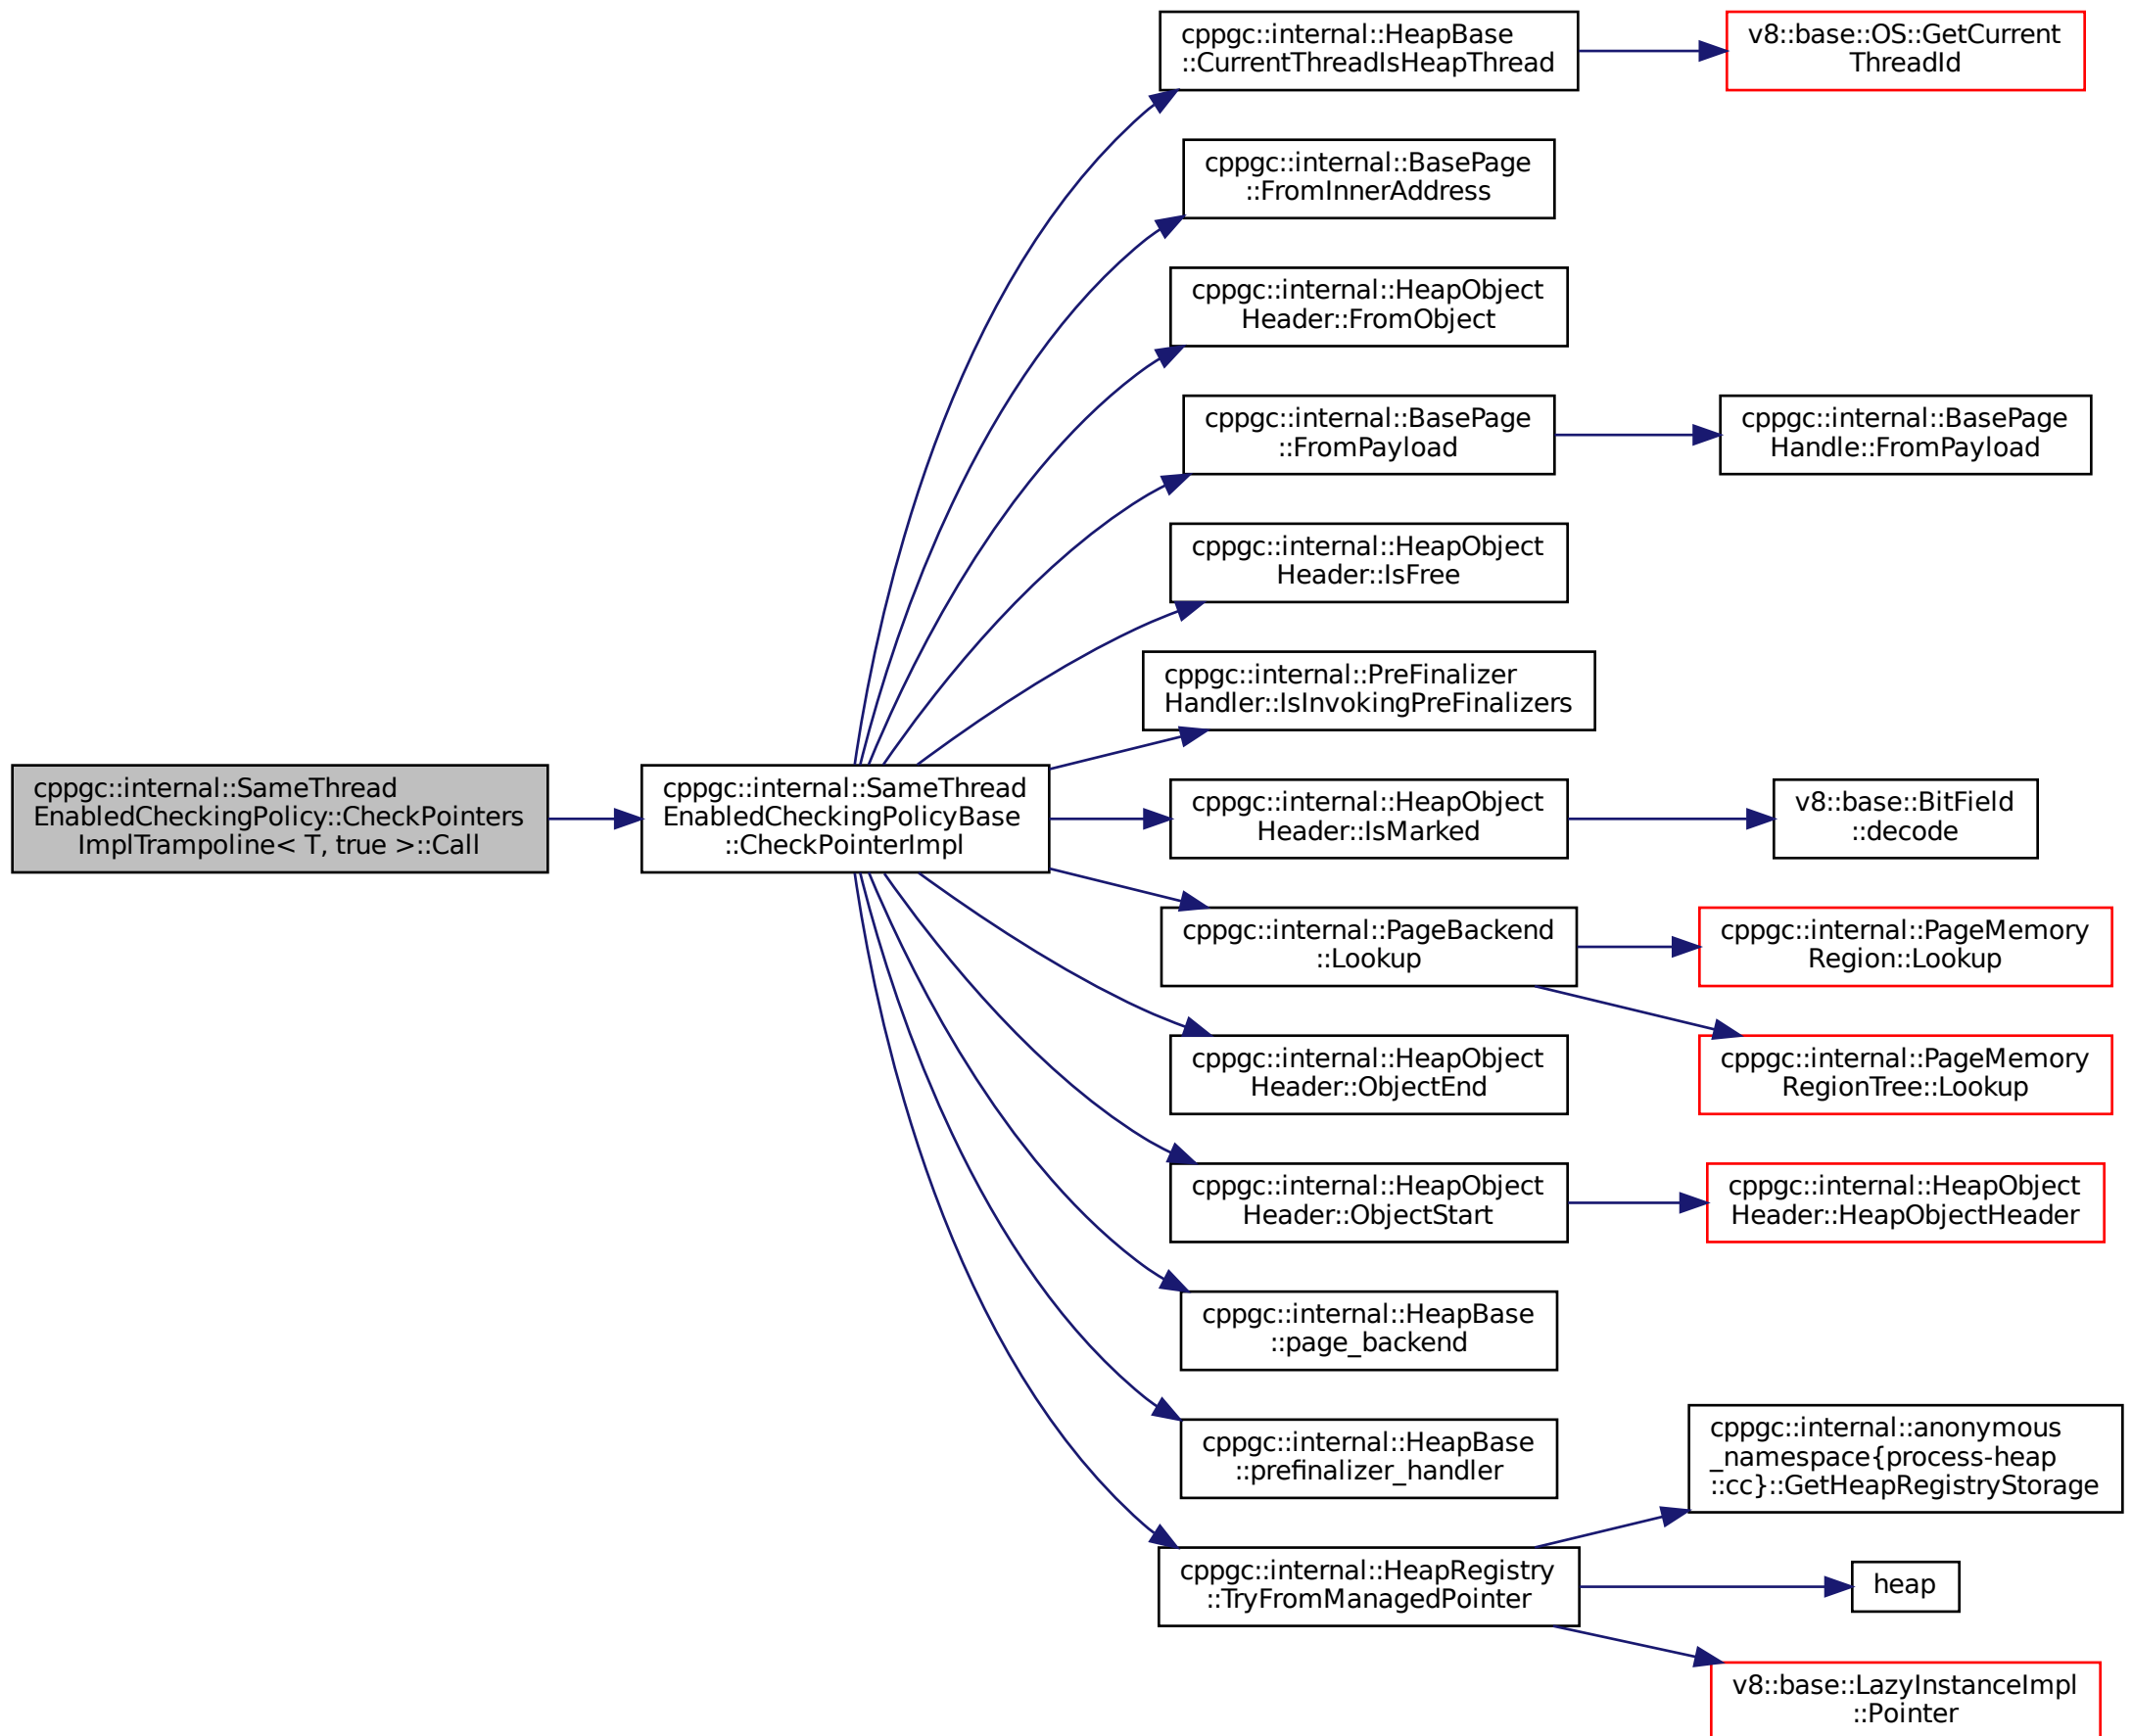 cppgc::internal::SameThread
EnabledCheckingPolicy::CheckPointers
ImplTrampoline< T, true >::Call
cppgc::internal::SameThread
EnabledCheckingPolicyBase
::CheckPointerImpl
cppgc::internal::HeapBase
::CurrentThreadIsHeapThread
v8::base::OS::GetCurrent
ThreadId
cppgc::internal::BasePage
::FromInnerAddress
cppgc::internal::HeapObject
Header::FromObject
cppgc::internal::BasePage
::FromPayload
cppgc::internal::BasePage
Handle::FromPayload
cppgc::internal::HeapObject
Header::IsFree
cppgc::internal::PreFinalizer
Handler::IsInvokingPreFinalizers
cppgc::internal::HeapObject
Header::IsMarked
v8::base::BitField
::decode
cppgc::internal::PageBackend
::Lookup
cppgc::internal::PageMemory
Region::Lookup
cppgc::internal::PageMemory
RegionTree::Lookup
cppgc::internal::HeapObject
Header::ObjectEnd
cppgc::internal::HeapObject
Header::ObjectStart
cppgc::internal::HeapObject
Header::HeapObjectHeader
cppgc::internal::HeapBase
::page_backend
cppgc::internal::HeapBase
::prefinalizer_handler
cppgc::internal::HeapRegistry
::TryFromManagedPointer
cppgc::internal::anonymous
_namespace{process-heap
::cc}::GetHeapRegistryStorage
heap
v8::base::LazyInstanceImpl
::Pointer